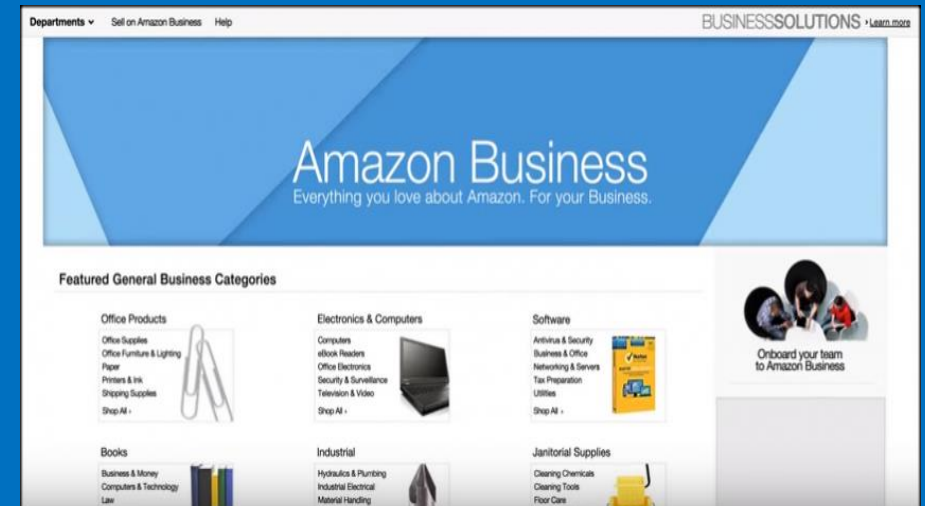 Departments Sell on Amazon Business Help BUSINESSSOLUTIONS › Learn more
Amazon Business
Everything you love about Amazon. For your Business.
Featured General Business Categories
Office Products
Office Supplies
Office Furniture & Lighting
Paper
Printers & Ink
Shipping Supplies
Shop All ›
Electronics & Computers
Computers
eBook Readers
Office Electronics
Security & Surveillance
Television & Video
Shop All ›
Software
Antivirus & Security
Business & Office
Networking & Servers
Tax Preparation
Utilities
Shop All ›
Norton
Onboard your team
to Amazon Business
Books
Business & Money
Computers & Technology
Law
Industrial
Hydraulics & Plumbing
Industrial Electrical
Material Handling
Janitorial Supplies
Cleaning Chemicals
Cleaning Tools
Floor Care